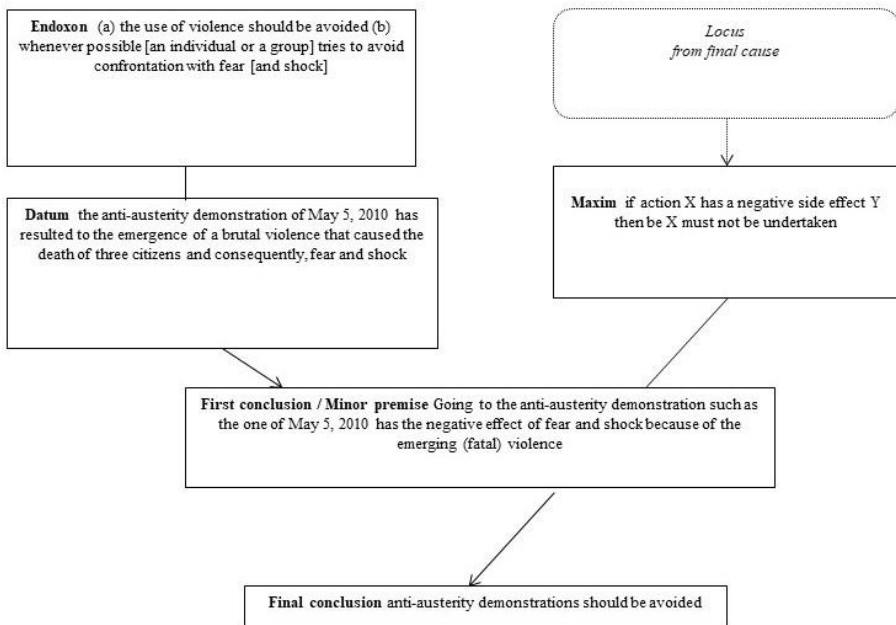 Endoxon (a) the use of violence should be avoided (b)
whenever possible [an individual or a group] tries to avoid
confrontation with fear [and shock]
Locus
from final cause
Datum the anti-austerity demonstration of May 5, 2010 has
resulted to the emergence of a brutal violence that caused the
death of three citizens and consequently, fear and shock
Maxim if action X has a negative side effect Y
then be X must not be undertaken
First conclusion / Minor premise Going to the anti-austerity demonstration such as
the one of May 5, 2010 has the negative effect of fear and shock because of the
emerging (fatal) violence
Final conclusion anti-austerity demonstrations should be avoided